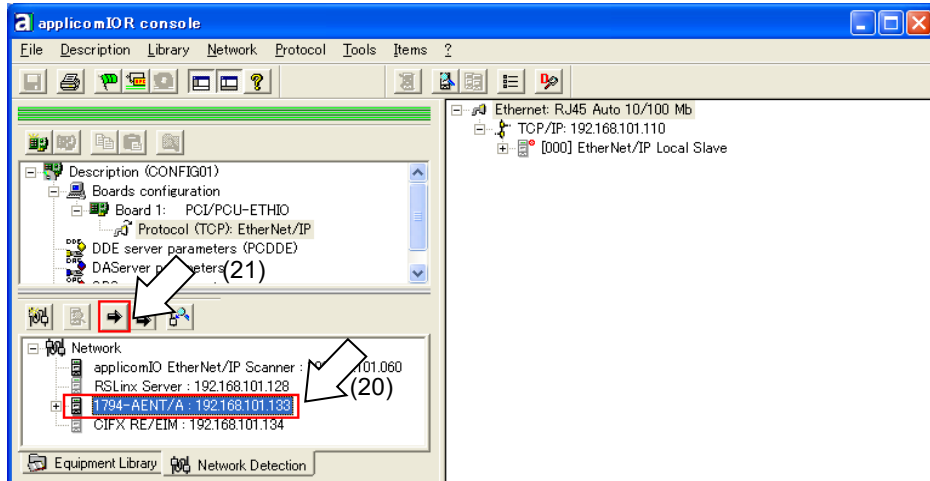 applicomIOR console
File Description Library Network Protocol Tools Items ?
Ethernet: RJ45 Auto 10/100 Mb
TCP/IP: 192.168.101.110
[000] EtherNet/IP Local Slave
Description (CONFIG01)
Boards configuration
Board 1: PCI/PCU-ETHIO
Protocol (TCP): EtherNet/IP
DDE server parameters (PCDDE)
DAServer
(21)
Network
applicomIO EtherNet/IP Scanner :
101.060
RSLinx Server : 192.168.101.128
(20)
1794-AENT/A : 192.168.101.133
CIFX RE/EIM : 192.168.101.134
Equipment Library Network Detection